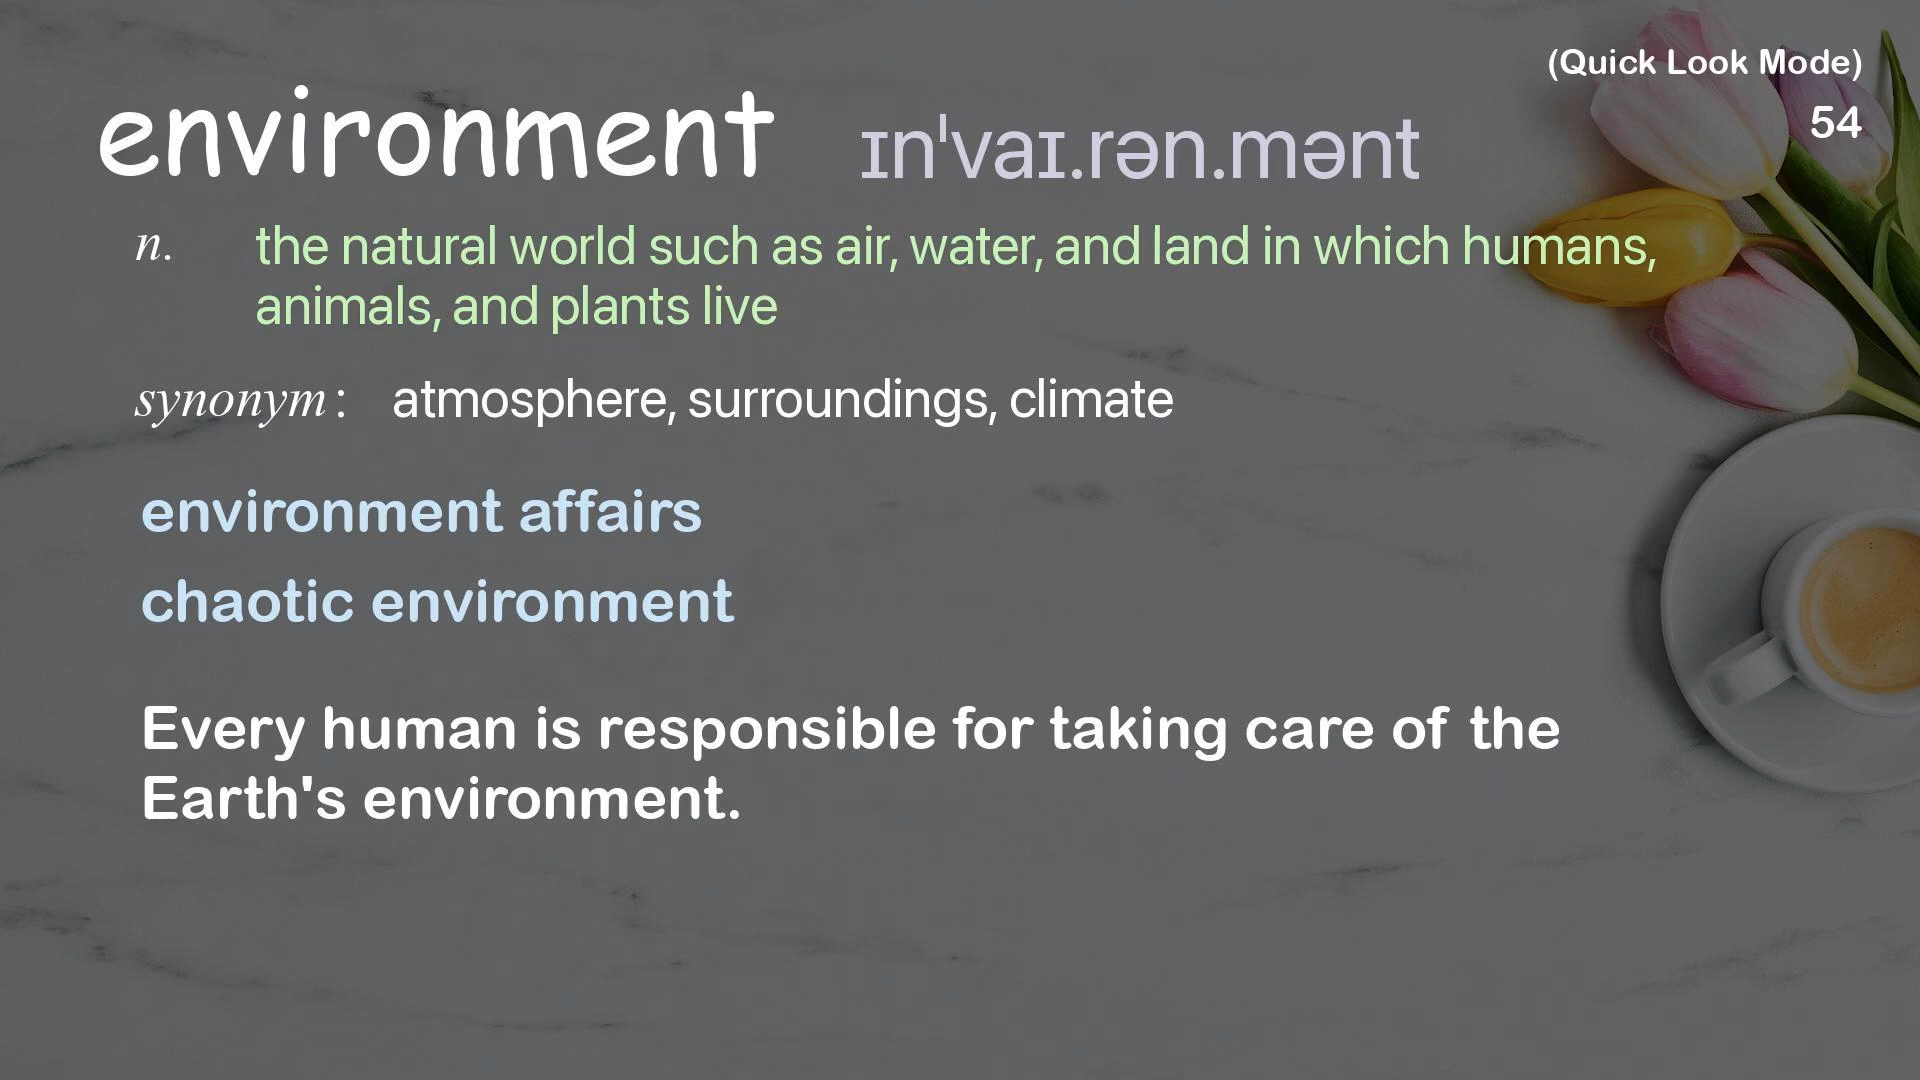 (Quick Look Mode)
54
environment ɪnˈvaɪ.rən.mənt
n. the natural world such as air, water, and land in which humans,
animals, and plants live
synonym: atmosphere, surroundings, climate
environment affairs
chaotic environment
Every human is responsible for taking care of the
Earth's environment.